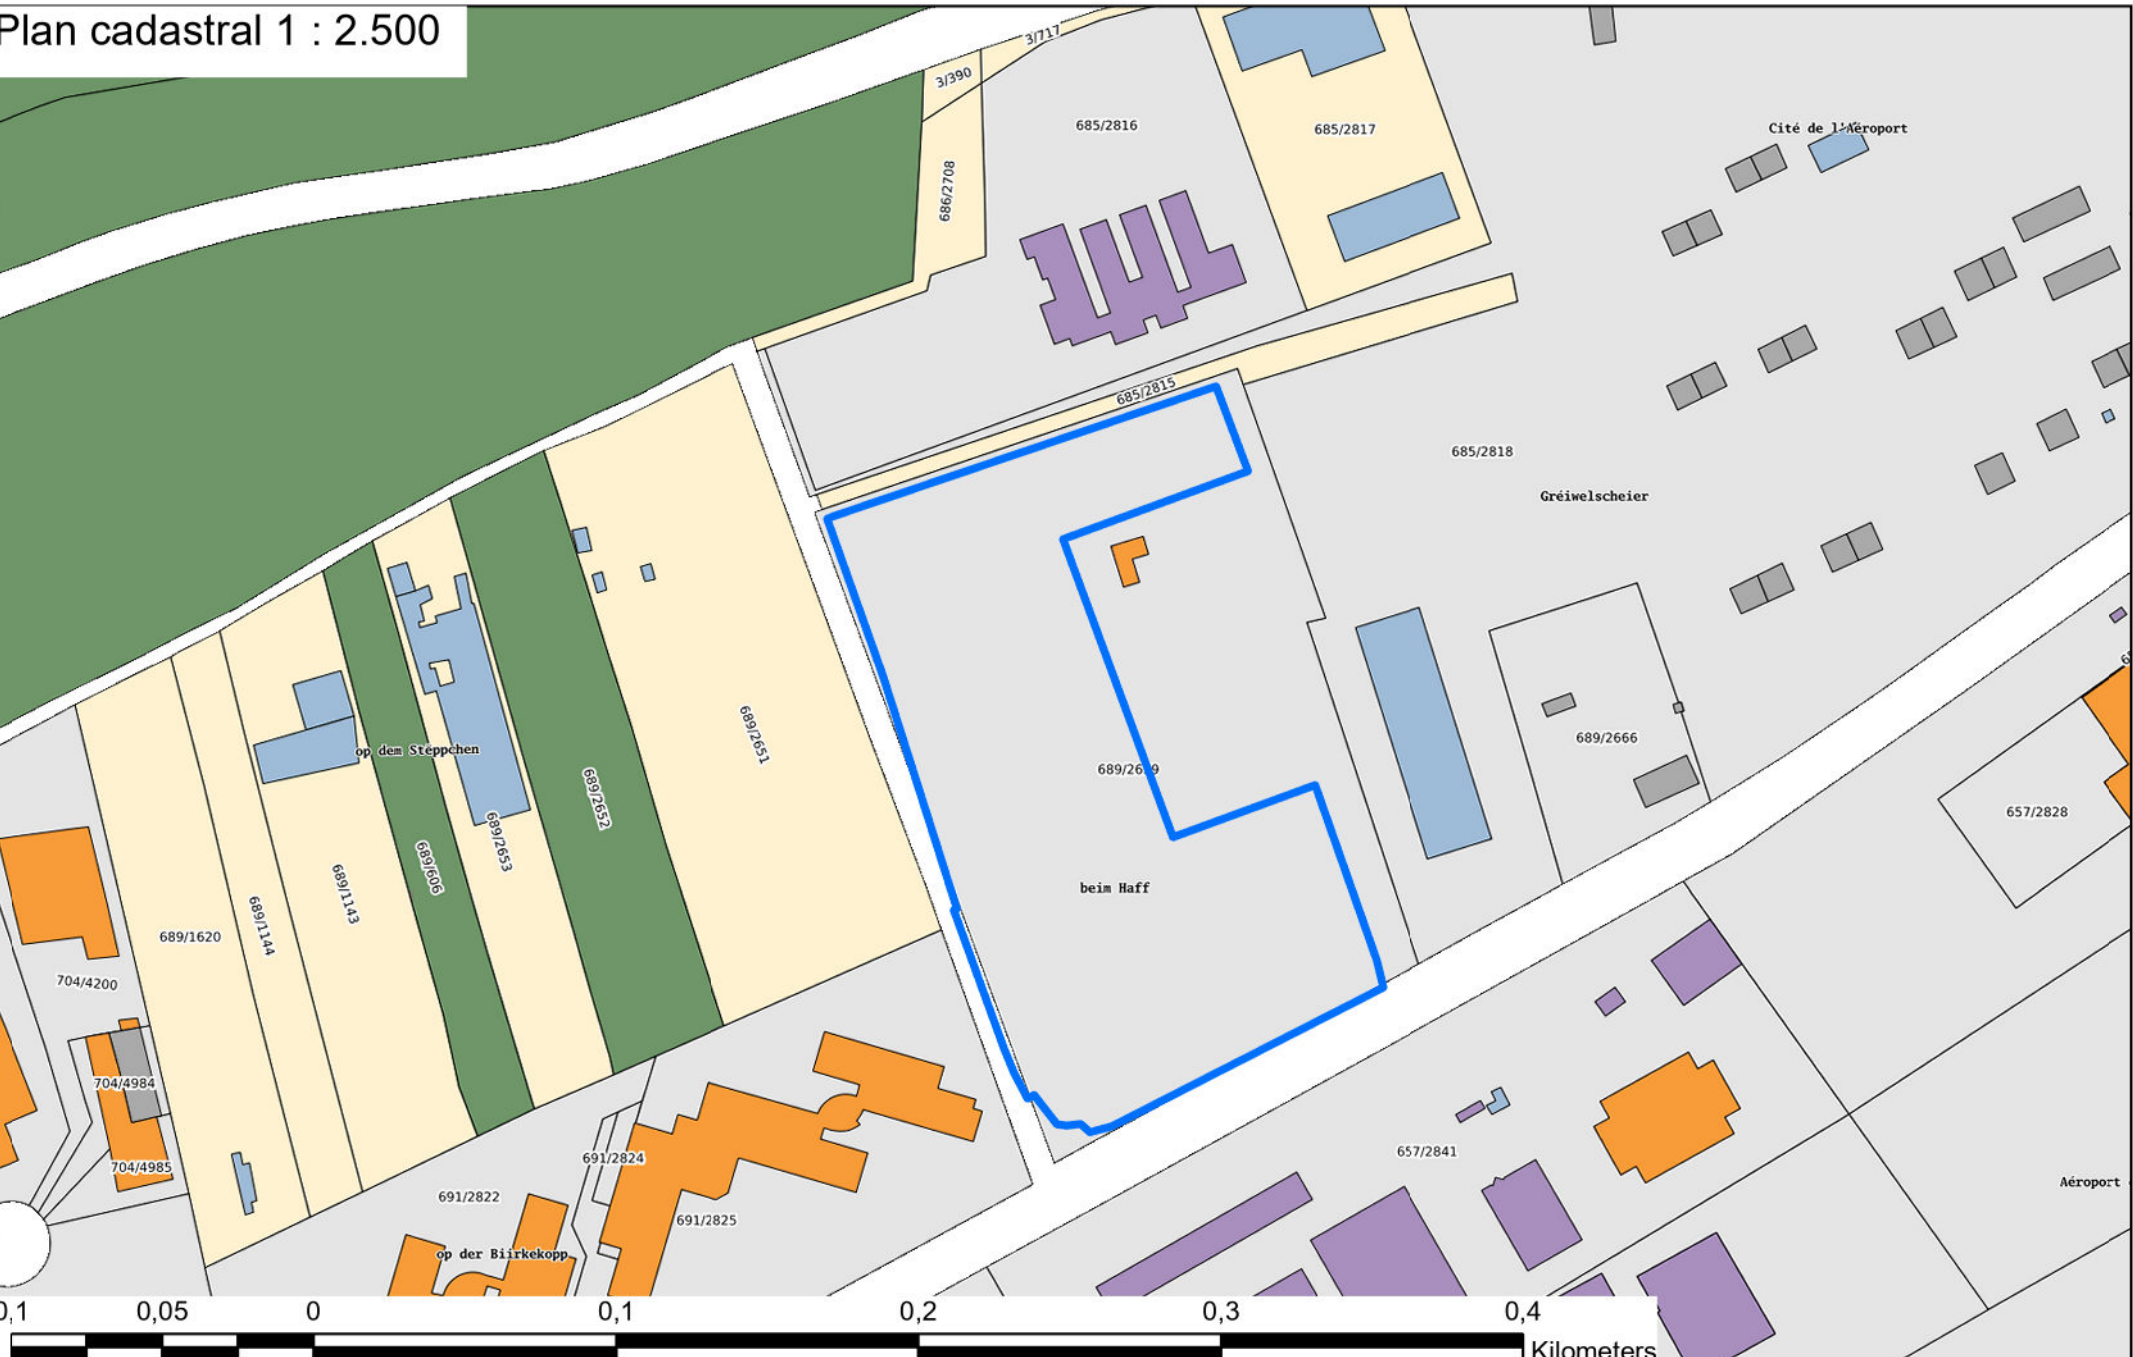 Plan cadastral 1 : 2.500
3/717
3/390
685/2816
685/2817
Cité de l'Aéroport
686/2708
685/2815
685/2818
Gréiwelscheier
689/2651
op dem Stéppchen
689/2666
689/2652
657/2828
689/2653
689/606
689/1143
beim Haff
689/1144
689/1620
704/4200
704/4984
691/2824
657/2841
704/4985
Aéroport
691/2822
691/2825
op der Biirkekopp
0,1 0,05 0 0,1 0,2 0,3 0,4
Kilometers